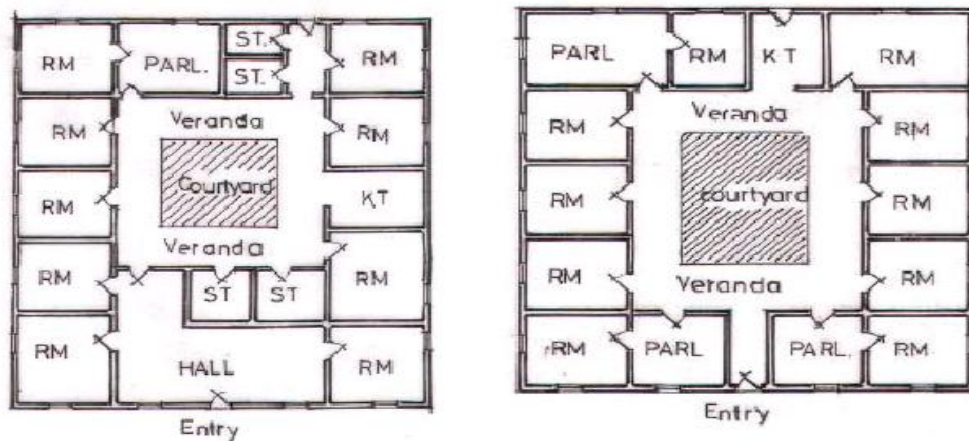 RM
PARL.
ST.
ST.
RM
Veranda
RM
RM
Courtyard
RM
K.T
Veranda
RM
ST
ST
RM
RM
HALL
RM
Entry
PARL
RM
KT
RM
Veranda
RM
RM
courtyard
RM
RM
Veranda
RM
RM
RM
PARL
PARL.
RM
Entry